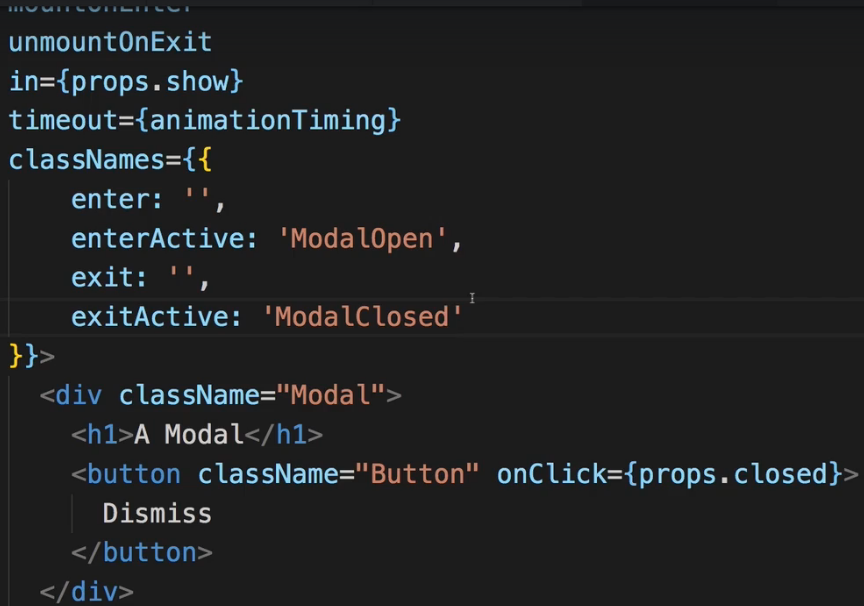 mountOnEnter
unmountOnExit
in={props.show}
timeout={animationTiming}
classNames={{
enter: '',
enterActive: 'ModalOpen',
exit: '',
exitActive: 'ModalClosed'
}}>
<div className="Modal">
<h1>A Modal</h1>
<button className="Button" onClick={props.closed}>
Dismiss
</button>
</div>